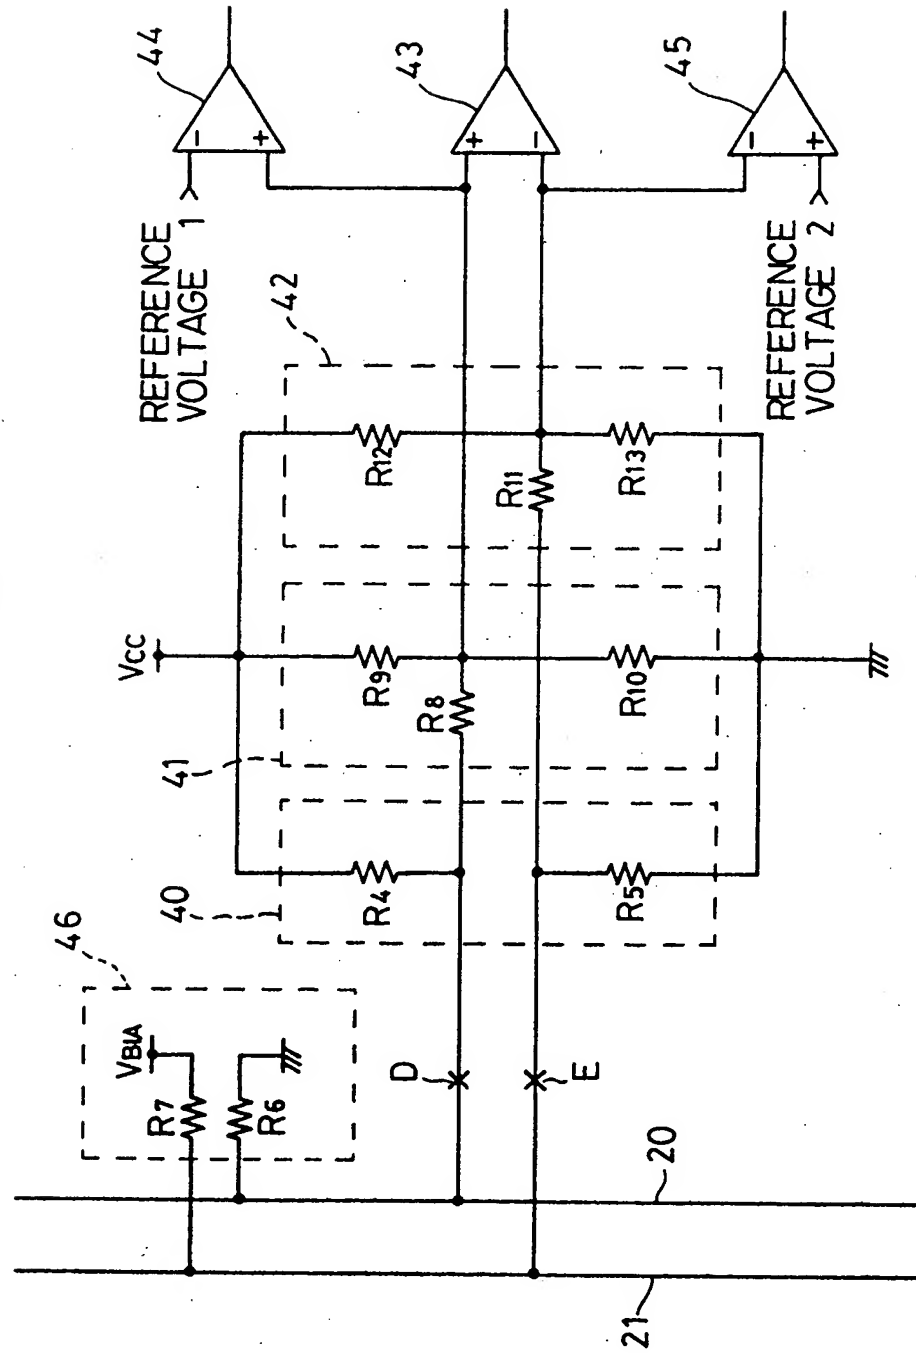 44
43
45
REFERENCE
VOLTAGE 1
REFERENCE
VOLTAGE 2
-
+
+
-
-
+
42
R12
R11
R13
VCC
R9
R8
R10
41
40
R4
R5
46
VBIA
R7
R6
D
E
20
21